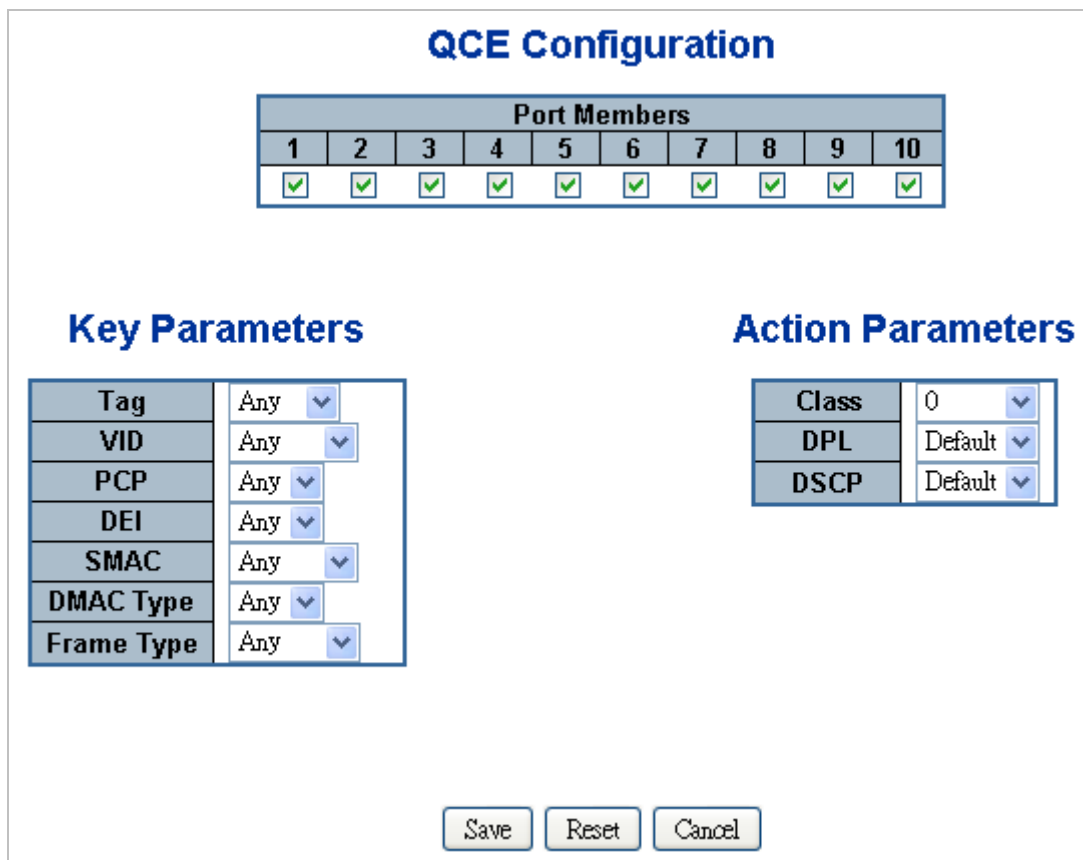 QCE Configuration
Port Members
1 2 3 4 5 6 7 8 9 10
Key Parameters
Tag Any
VID Any
PCP Any
DEI Any
SMAC Any
DMAC Type Any
Frame Type Any
Action Parameters
Class 0
DPL Default
DSCP Default
Save Reset Cancel